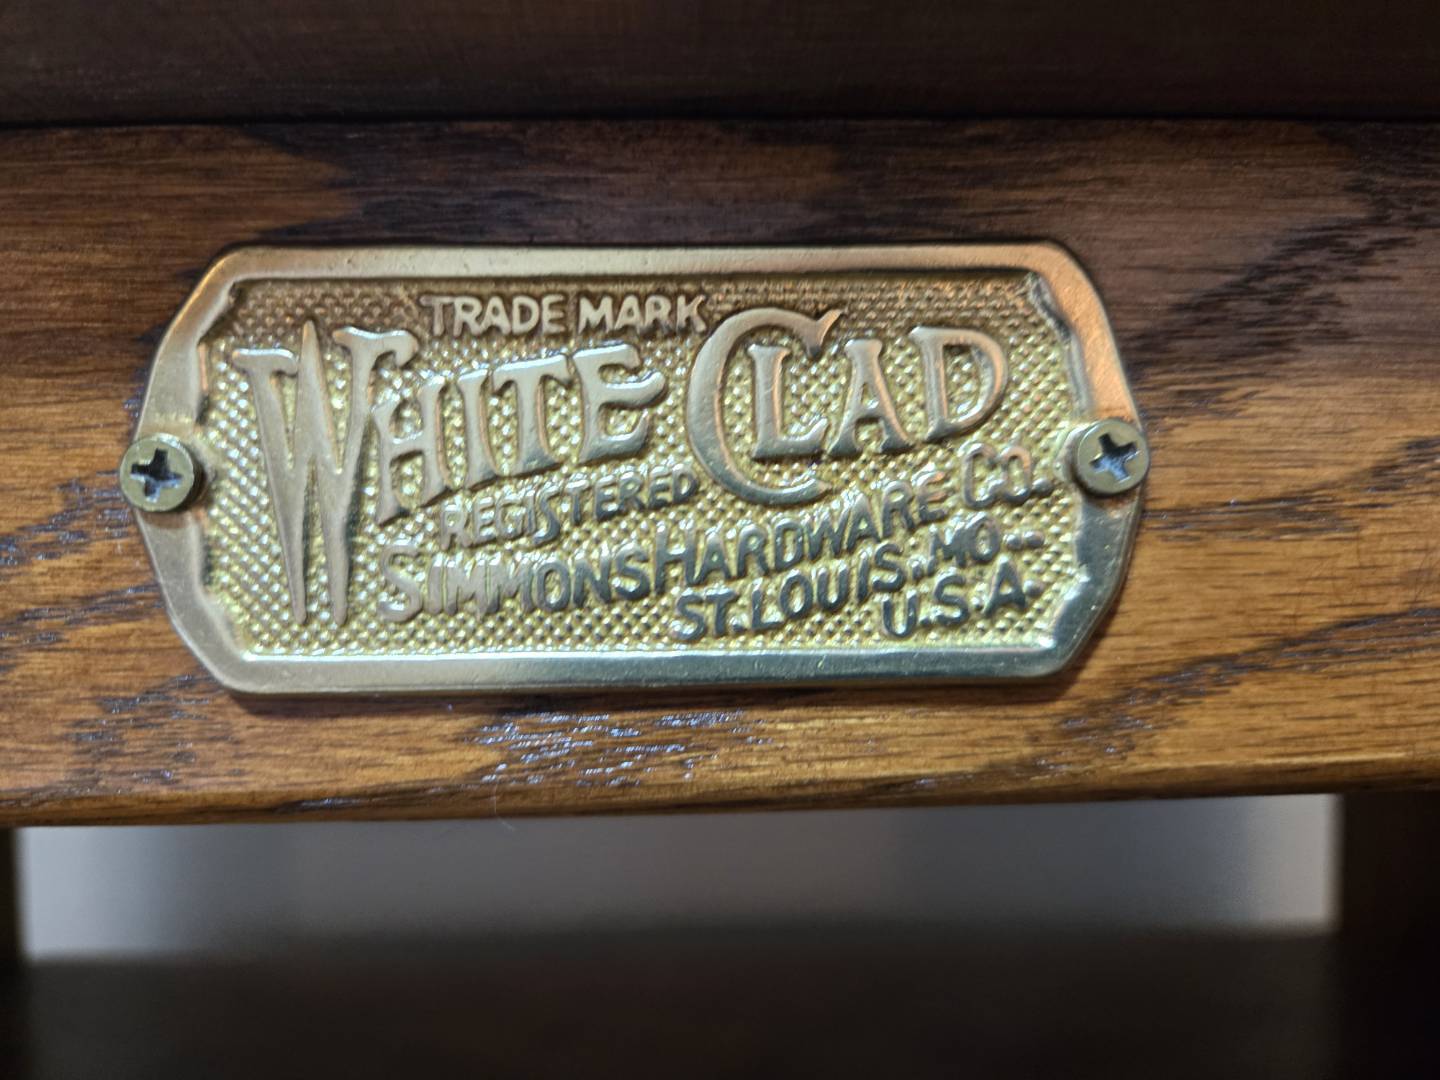 TRADE MARK
WHITE CLAD
REGISTERED
SIMMONS HARDWARE CO.
ST. LOUIS. MO--
U.S.A.